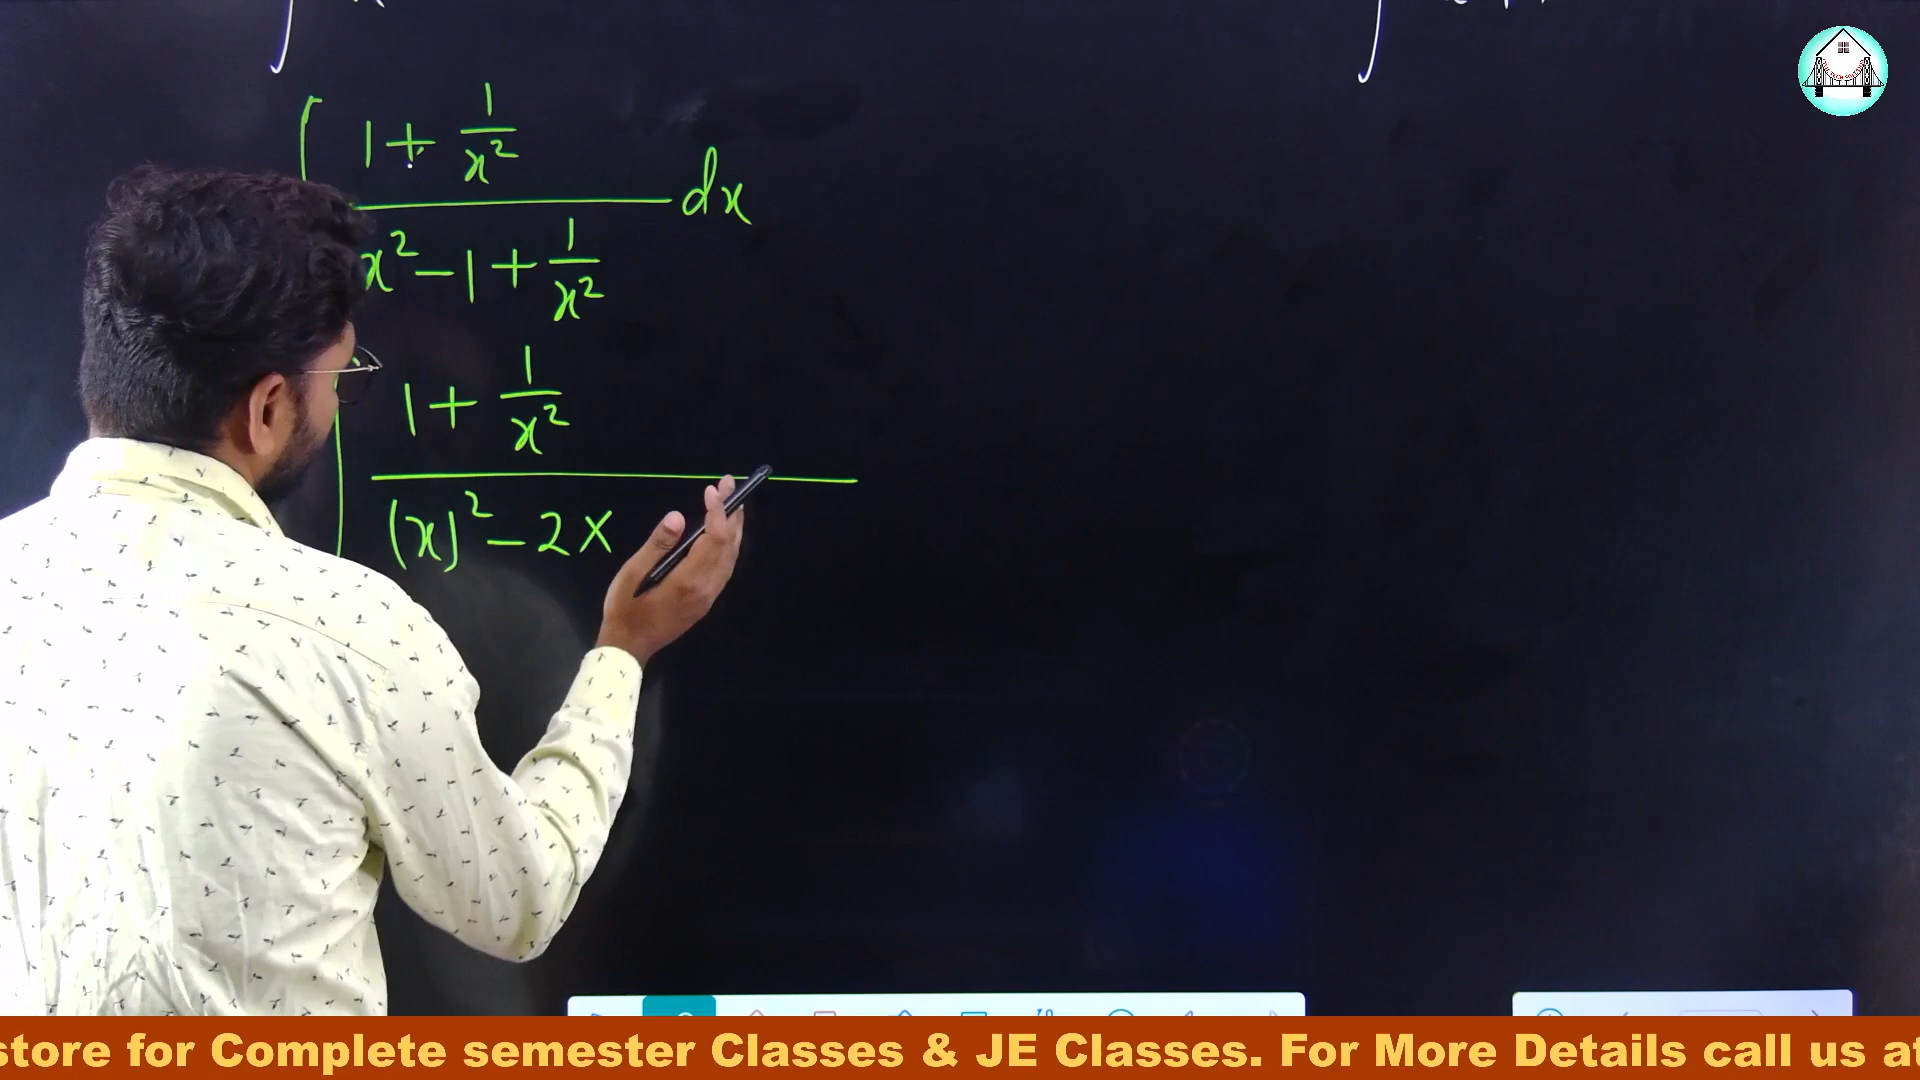 1 + 1/x² dx
x² - 1 + 1/x²
1 + 1/x²
(x)² - 2 ×
store for Complete semester Classes & JE Classes. For More Details call us at